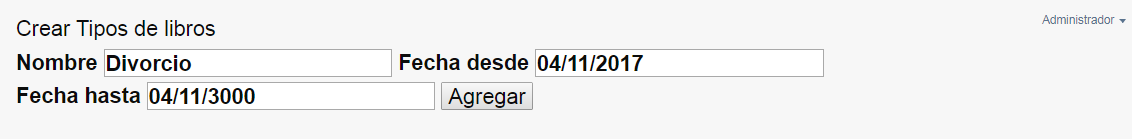 Administrador
Crear Tipos de libros
Nombre Divorcio Fecha desde 04/11/2017
Fecha hasta 04/11/3000 Agregar